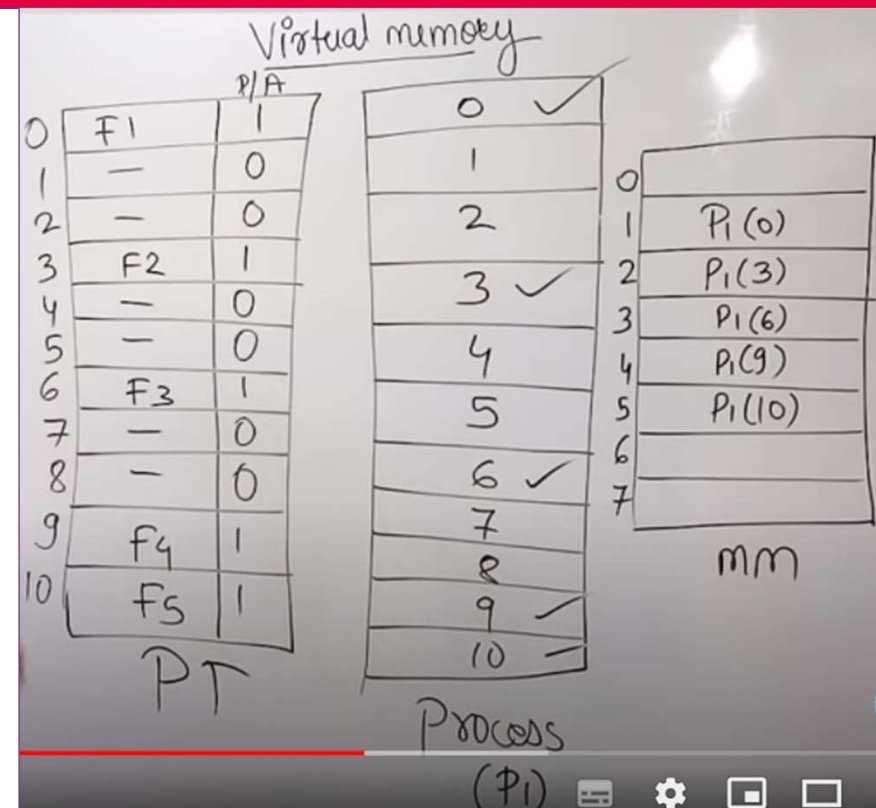 Virtual memory
P/A
0 F1 1
1 — 0
2 — 0
3 F2 1
4 — 0
5 — 0
6 F3 1
7 — 0
8 — 0
9 F4 1
10 F5 1
PT
0 ✓
1
2
3 ✓
4
5
6 ✓
7
8
9 ✓
10 –
Process
(P1)
0
1 P1(0)
2 P1(3)
3 P1(6)
4 P1(9)
5 P1(10)
6
7
mm